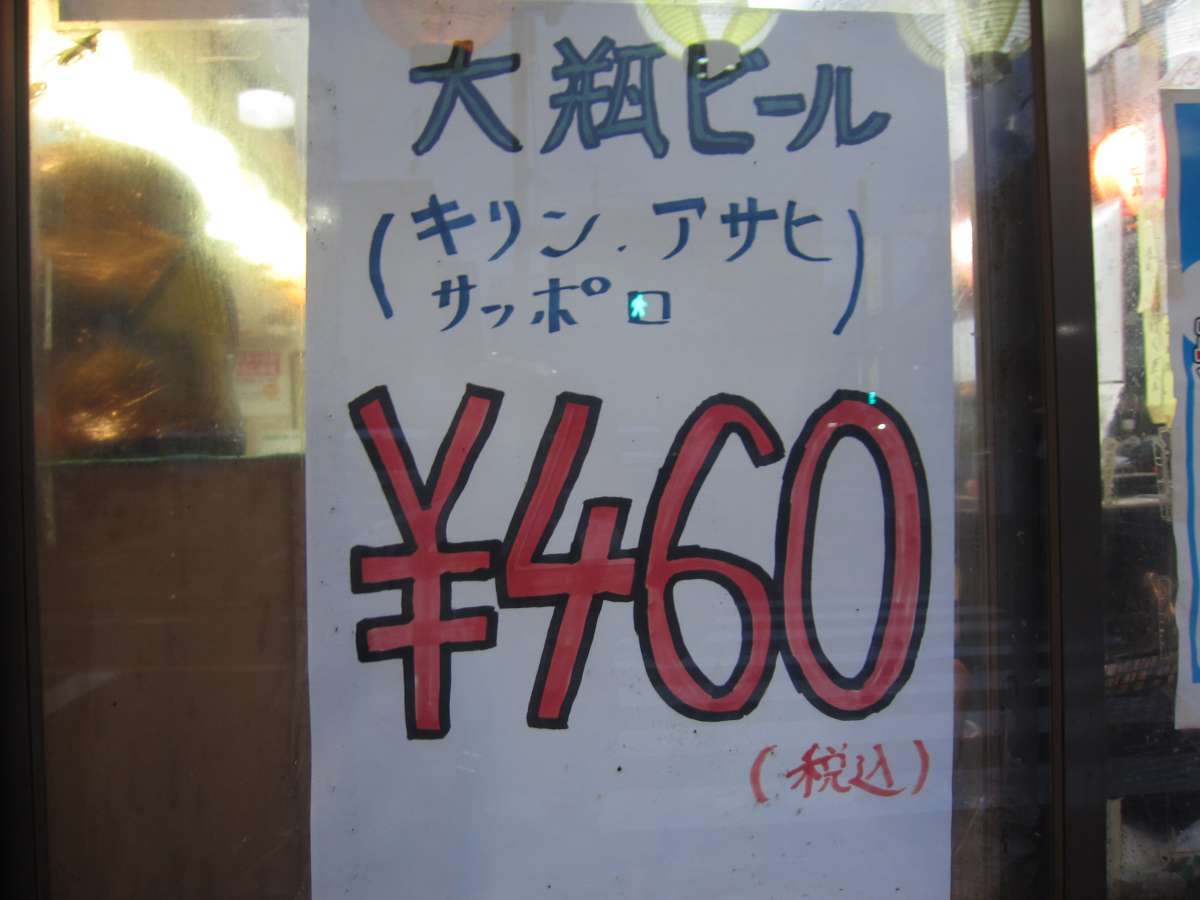 大瓶ビール
(キリン.アサヒ
サッポロ)
¥460
(税込)